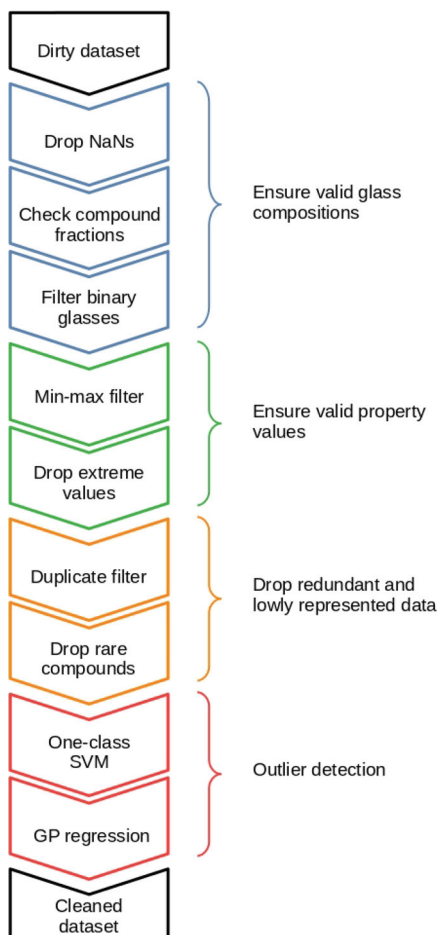 Dirty dataset
Drop NaNs
Check compound
fractions
Filter binary
glasses
Ensure valid glass
compositions
Min-max filter
Drop extreme
values
Ensure valid property
values
Duplicate filter
Drop rare
compounds
Drop redundant and
lowly represented data
One-class
SVM
GP regression
Outlier detection
Cleaned
dataset